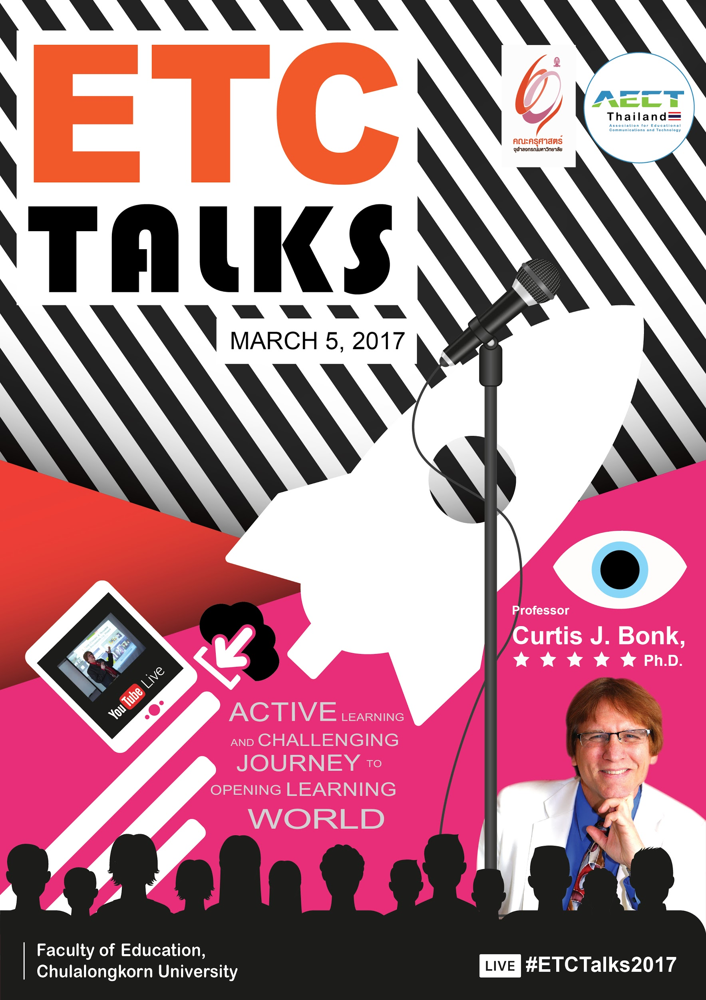 ETC
TALKS
MARCH 5, 2017
คณะครุศาสตร์
จุฬาลงกรณ์มหาวิทยาลัย
AECT
Thailand
Association for Educational
Communications and Technology
Professor
Curtis J. Bonk,
Ph.D.
YouTube Live
ACTIVE LEARNING
AND CHALLENGING
JOURNEY TO
OPENING LEARNING
WORLD
Faculty of Education,
Chulalongkorn University
LIVE #ETCTalks2017